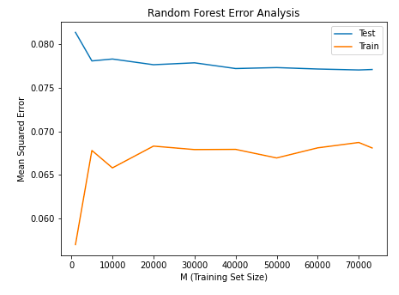 Random Forest Error Analysis
Test
Train
Mean Squared Error
0.080
0.075
0.070
0.065
0.060
0 10000 20000 30000 40000 50000 60000 70000
M (Training Set Size)